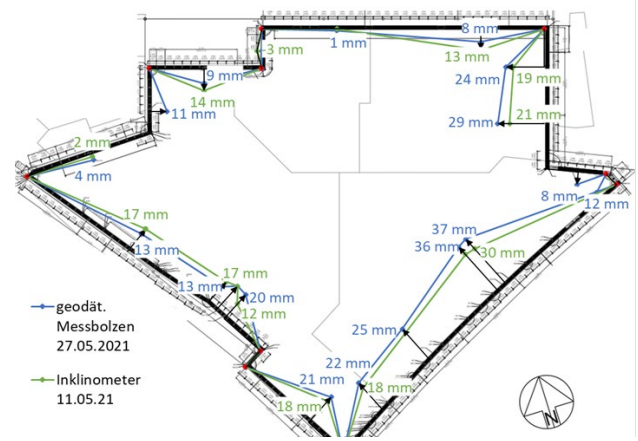 8 mm
1 mm
3 mm
13 mm
24 mm
19 mm
9 mm
14 mm
11 mm
29 mm
21 mm
2 mm
4 mm
8 mm
12 mm
17 mm
13 mm
37 mm
36 mm
30 mm
17 mm
13 mm
20 mm
12 mm
geodät.
Messbolzen
27.05.2021
25 mm
22 mm
Inklinometer
11.05.21
21 mm
18 mm
18 mm
N